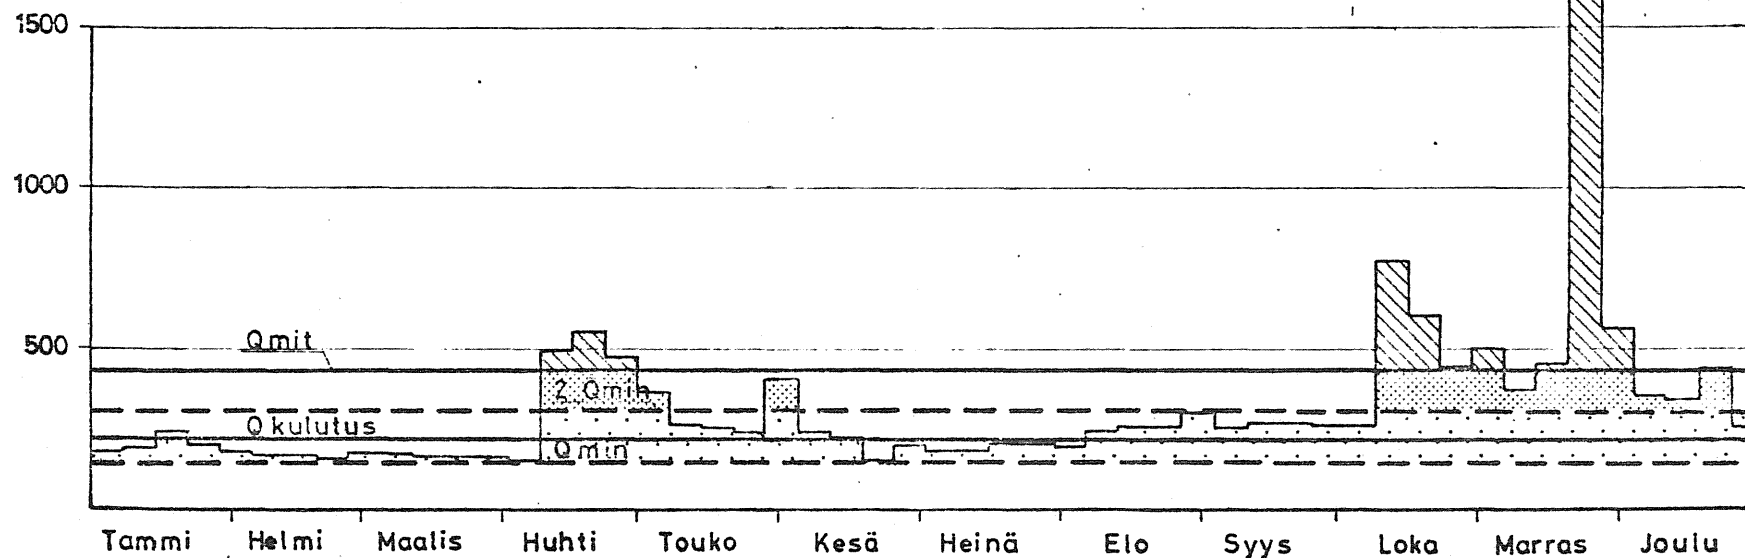 1500
1000
500
Qmit
2 Qmin
Qkulutus
Qmin
Tammi Helmi Maalis Huhti Touko Kesä Heinä Elo Syys Loka Marras Joulu